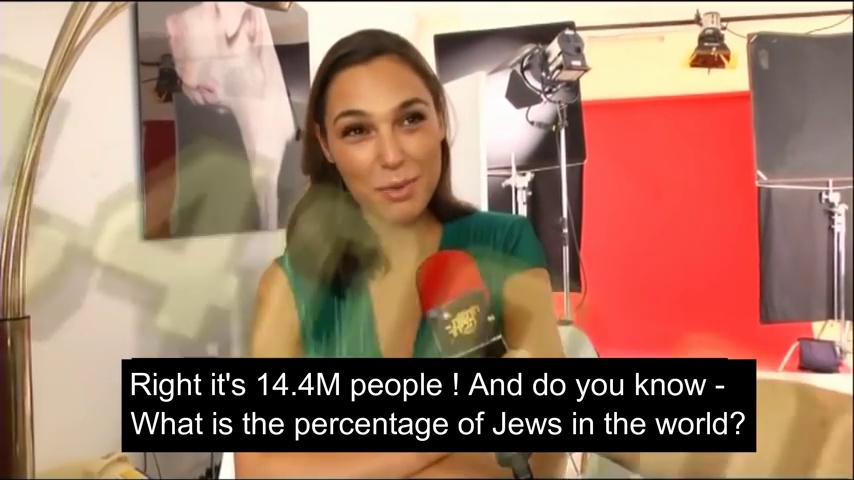 Right it's 14.4M people ! And do you know -
What is the percentage of Jews in the world?